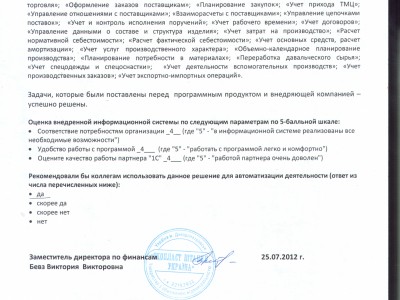 торговля»; «Оформление заказов поставщикам»; «Планирование закупок»; «Учет прихода ТМЦ»;
«Управление отношениями с поставщиками»; «Взаиморасчеты с поставщиками»; «Управление цепочками
поставок»; «Учет и контроль исполнения поручений»; «Учет рабочего времени»; «Учет договоров»;
«Управление данными о составе и структура изделия»; «Учет затрат на производство»; «Расчет
нормативной себестоимости»; «Расчет фактической себестоимости»; «Учет основных средств, расчет
амортизации»; «Учет услуг производственного характера»; «Объемно-календарное планирование
производства»; «Планирование потребности в материалах»; «Переработка давальческого сырья»;
«Учет спецодежды и спецоснастки»; «Учет деятельности вспомогательных производств»; «Учет
производственных заказов»; «Учет экспортно-импортных операций».
Задачи, которые были поставлены перед программным продуктом и внедряющей компанией –
успешно решены.
Оценка внедренной информационной системы по следующим параметрам по 5-балльной шкале:
• Соответствие потребностям организации _4__ (где "5" - "в информационной системе реализованы все
необходимые возможности")
• Удобство работы с программой _4___ (где "5" - "работать с программой легко и комфортно")
• Оцените качество работы партнера "1С" _4___ (где "5" - "работой партнера очень доволен")
Рекомендовали бы коллегам использовать данное решение для автоматизации деятельности (ответ из
числа перечисленных ниже):
• да__
• скорее да
• скорее нет
• нет
Заместитель директора по финансам 25.07.2012 г.
Бевз Виктория Викторовна
УКРАЇНА